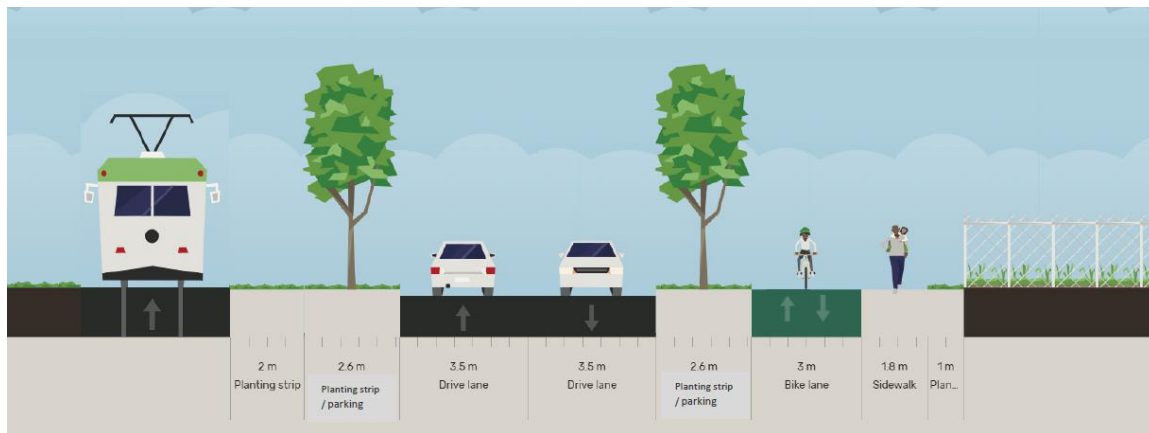 2 m
Planting strip
2.6 m
Planting strip
/ parking
3.5 m
Drive lane
3.5 m
Drive lane
2.6 m
Planting strip
/ parking
3 m
Bike lane
1.8 m
Sidewalk
1 m
Plan...